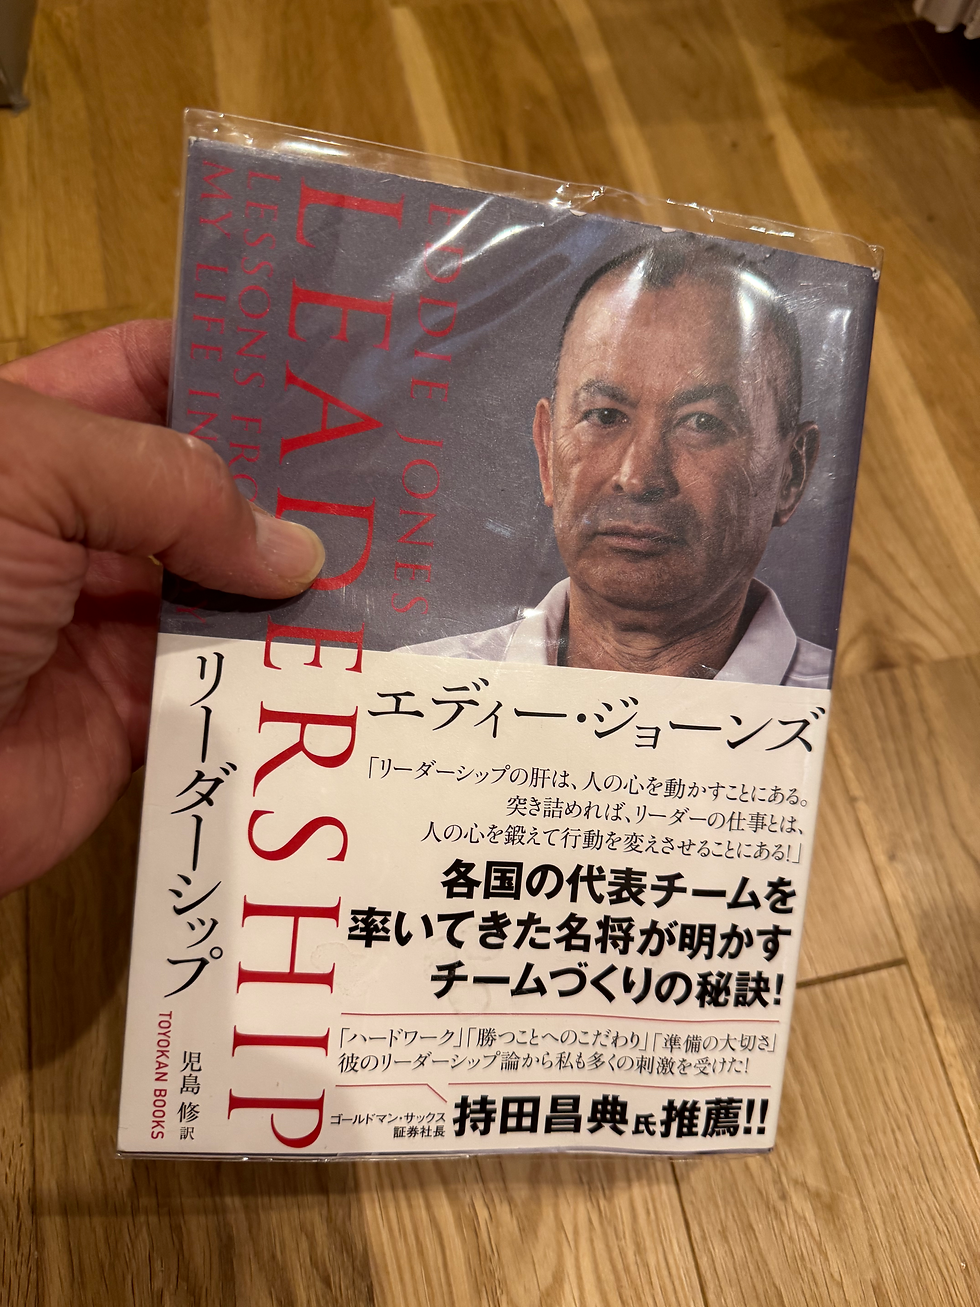 EDDIE JONES
LEADERSHIP
LESSONS FRO
MY LIFE IN
リーダーシップ
エディー・ジョーンズ
「リーダーシップの肝は、人の心を動かすことにある。
突き詰めれば、リーダーの仕事とは、
人の心を鍛えて行動を変えさせることにある!」
各国の代表チームを
率いてきた名将が明かす
チームづくりの秘訣!
「ハードワーク」「勝つことへのこだわり」「準備の大切さ」
彼のリーダーシップ論から私も多くの刺激を受けた!
ゴールドマン・サックス
証券社長
持田昌典氏推薦!!
児島 修 訳
TOYOKAN BOOKS